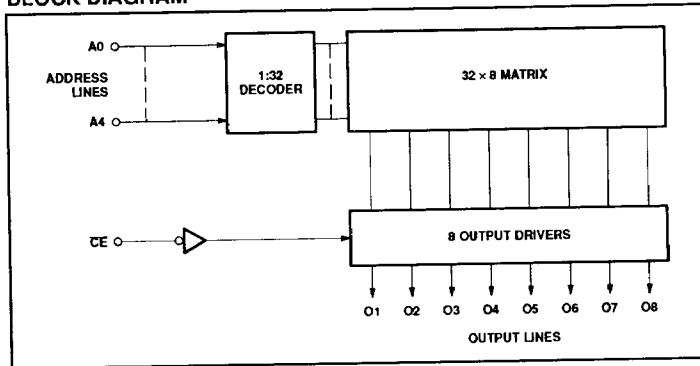 BLOCK DIAGRAM
A0
ADDRESS
LINES
A4
1:32
DECODER
32 × 8 MATRIX
CE
8 OUTPUT DRIVERS
O1 O2 O3 O4 O5 O6 O7 O8
OUTPUT LINES